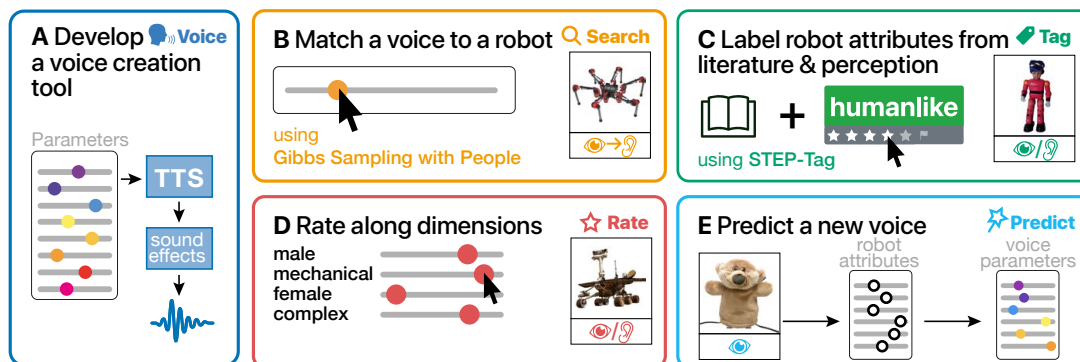 A Develop
Voice
a voice creation
tool
Parameters
TTS
sound
effects
B Match a voice to a robot
Search
using
Gibbs Sampling with People
C Label robot attributes from
Tag
literature & perception
humanlike
using STEP-Tag
D Rate along dimensions
Rate
male
mechanical
female
complex
E Predict a new voice
Predict
robot
attributes
voice
parameters